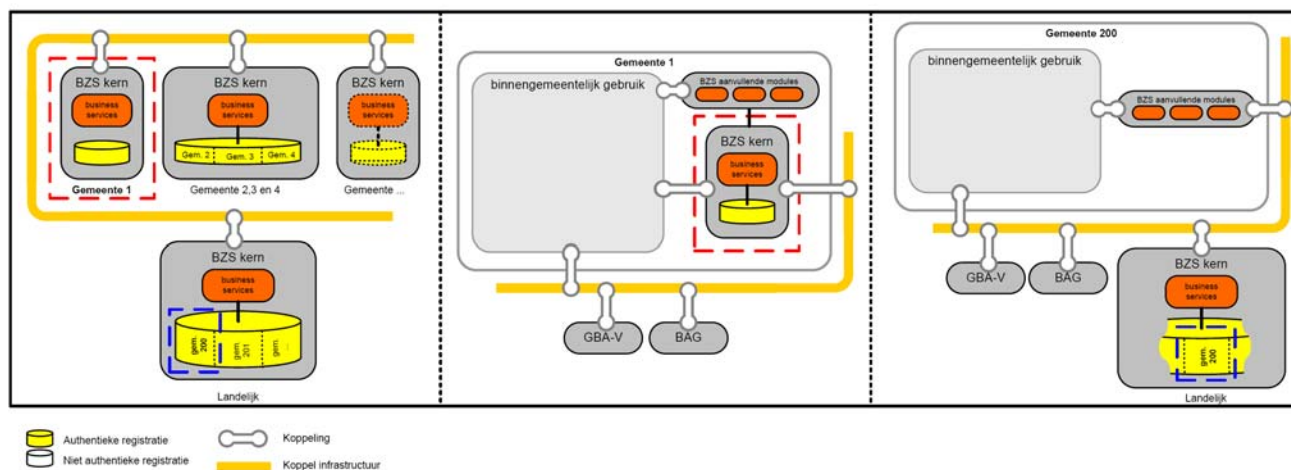 BZS kern
business
services
Gemeente 1
BZS kern
business
services
Gem. 2
Gem. 3
Gem. 4
Gemeente 2,3 en 4
BZS kern
business
services
Gemeente ...
BZS kern
business
services
gem.
200
gem
201
gem.
...
Landelijk
Gemeente 1
binnengemeentelijk gebruik
BZS aanvullende modules
BZS kern
business
services
GBA-V
BAG
Gemeente 200
binnengemeentelijk gebruik
BZS aanvullende modules
GBA-V
BAG
BZS kern
business
services
gem.
200
Landelijk
Authentieke registratie
Niet authentieke registratie
Koppeling
Koppel infrastructuur